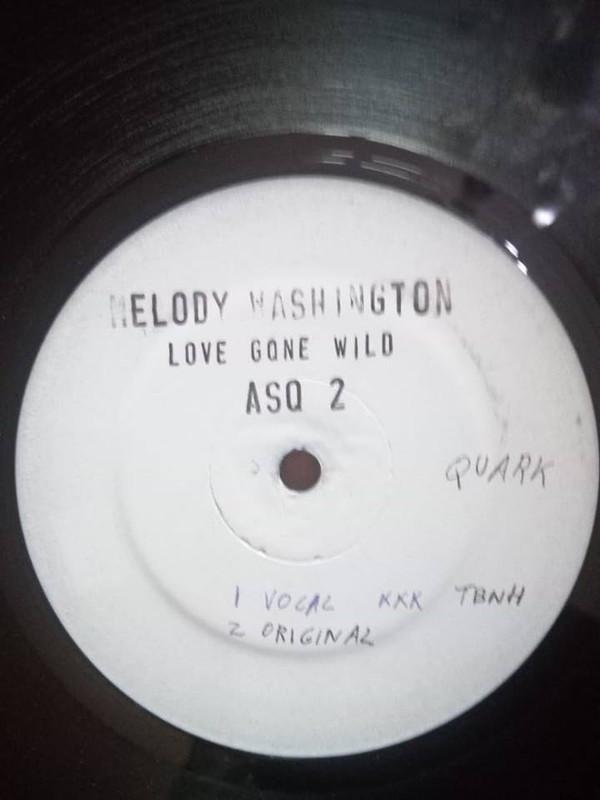 MELODY WASHINGTON
LOVE GONE WILD
ASQ 2
QUARK
1 VOCAL KKK TBNH
2 ORIGINAL